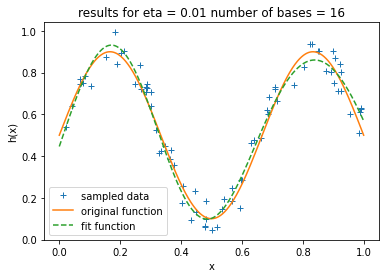 results for eta = 0.01 number of bases = 16
h(x)
1.0
0.8
0.6
0.4
0.2
0.0
sampled data
original function
fit function
0.0 0.2 0.4 0.6 0.8 1.0
x